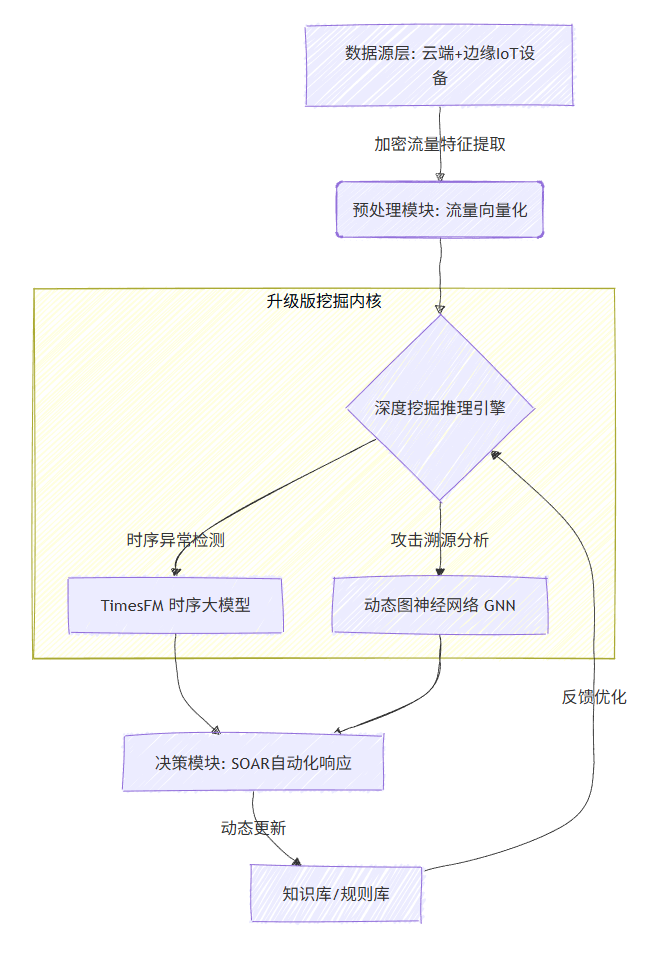 数据源层: 云端+边缘IoT设
备
加密流量特征提取
预处理模块: 流量向量化
升级版挖掘内核
深度挖掘推理引擎
时序异常检测
攻击溯源分析
TimesFM 时序大模型
动态图神经网络 GNN
反馈优化
决策模块: SOAR自动化响应
动态更新
知识库/规则库